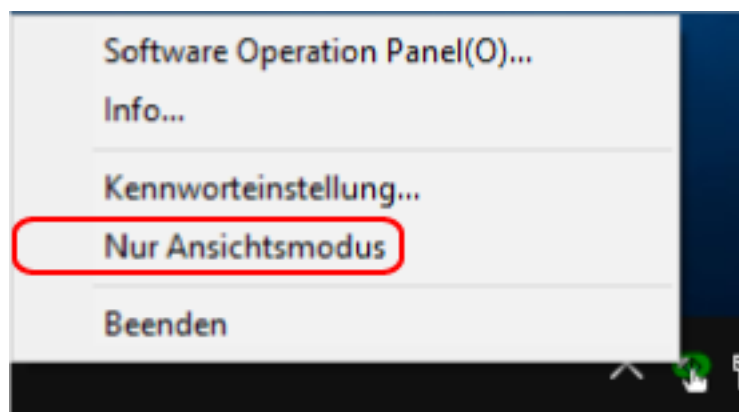 Software Operation Panel(O)...
Info...
Kennworteinstellung...
Nur Ansichtsmodus
Beenden